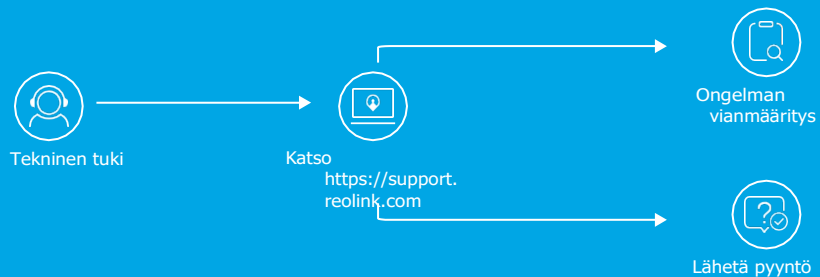 Tekninen tuki
Katso
https://support.
reolink.com
Ongelman
vianmääritys
Lähetä pyyntö